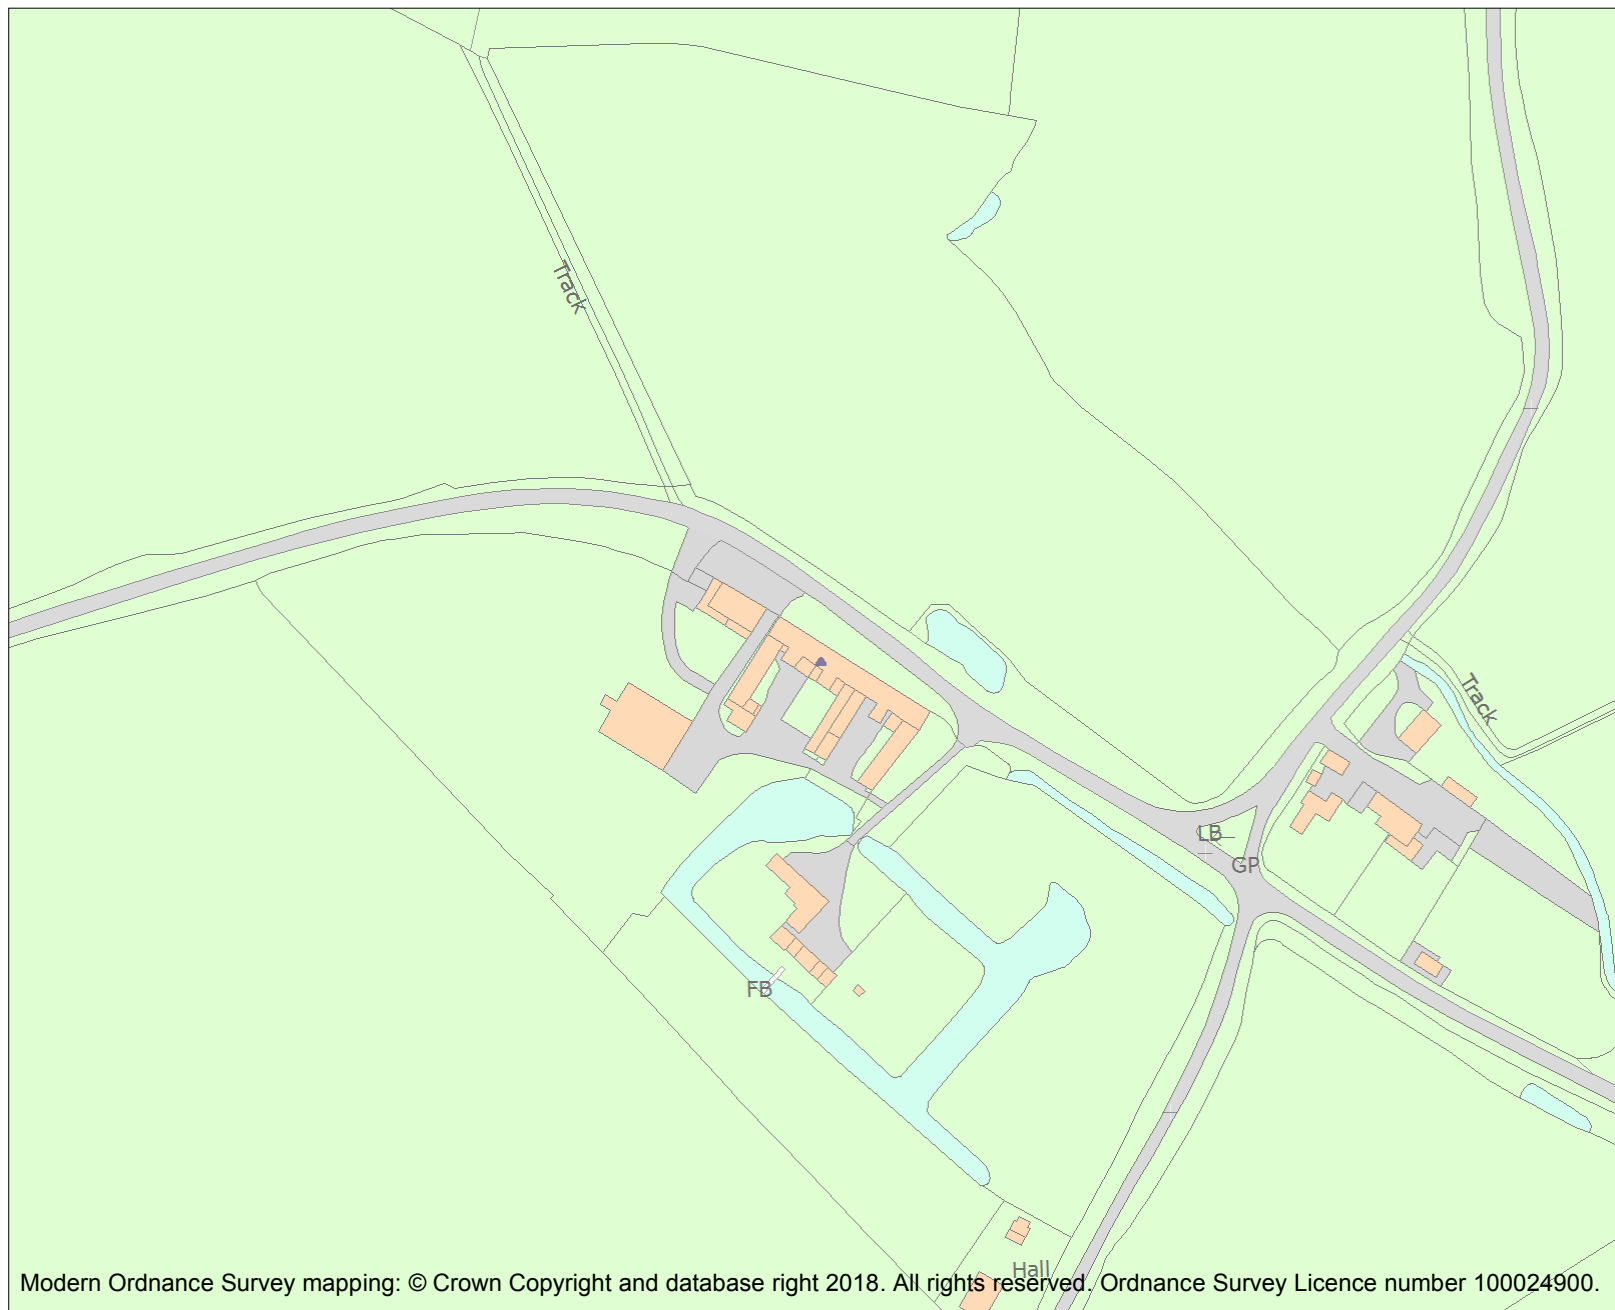 Track
Track
LB
GP
FB
Hall
Modern Ordnance Survey mapping: © Crown Copyright and database right 2018. All rights reserved. Ordnance Survey Licence number 100024900.